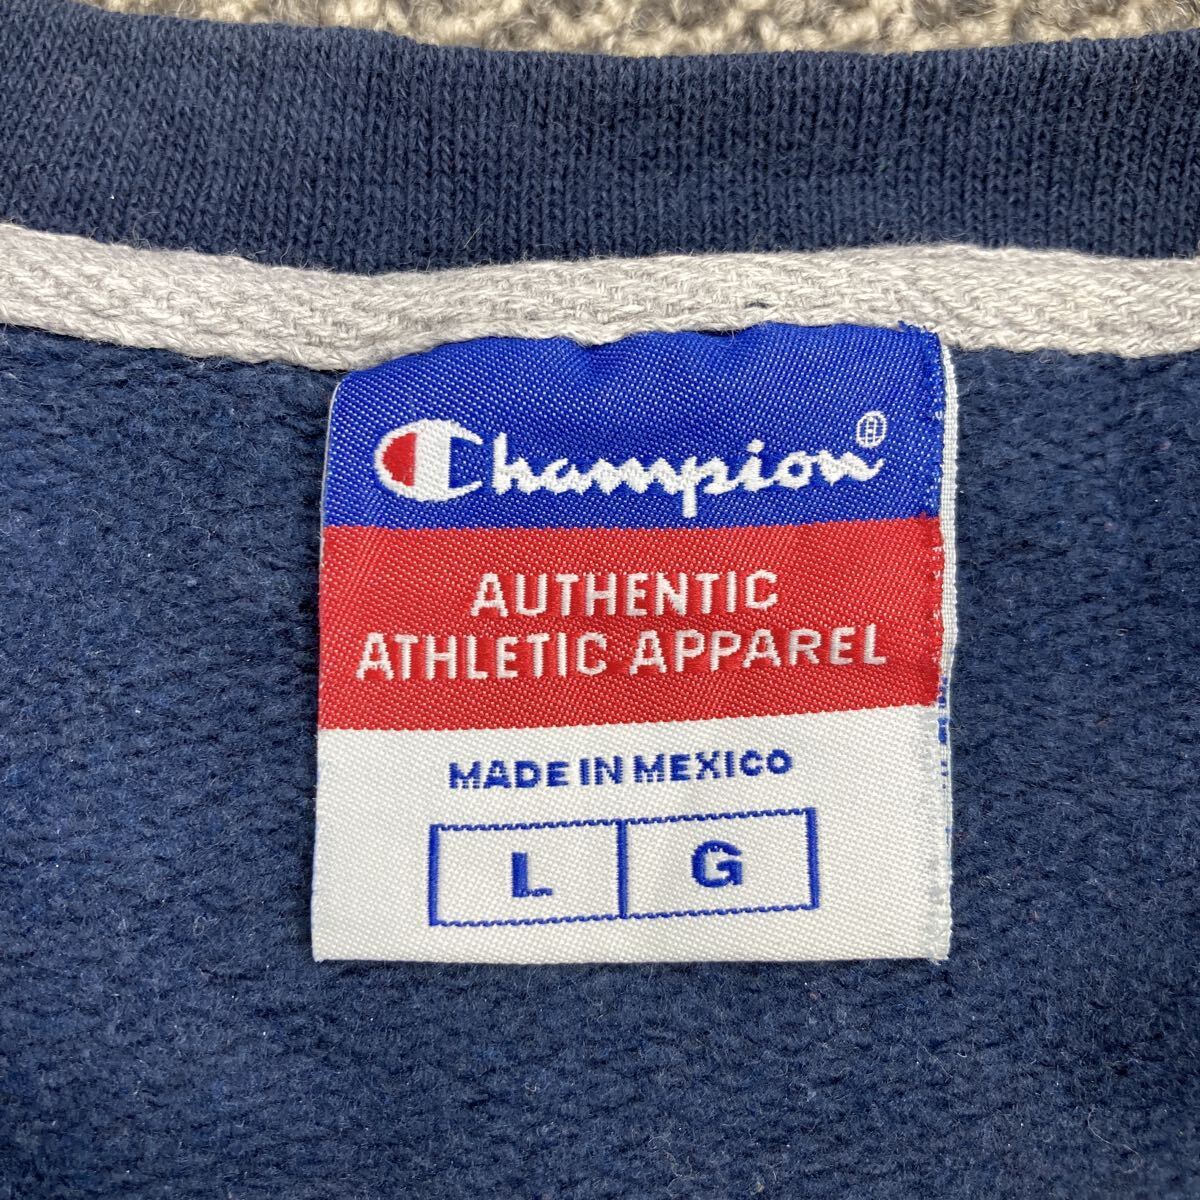 Champion®
AUTHENTIC
ATHLETIC APPAREL
MADE IN MEXICO
L G